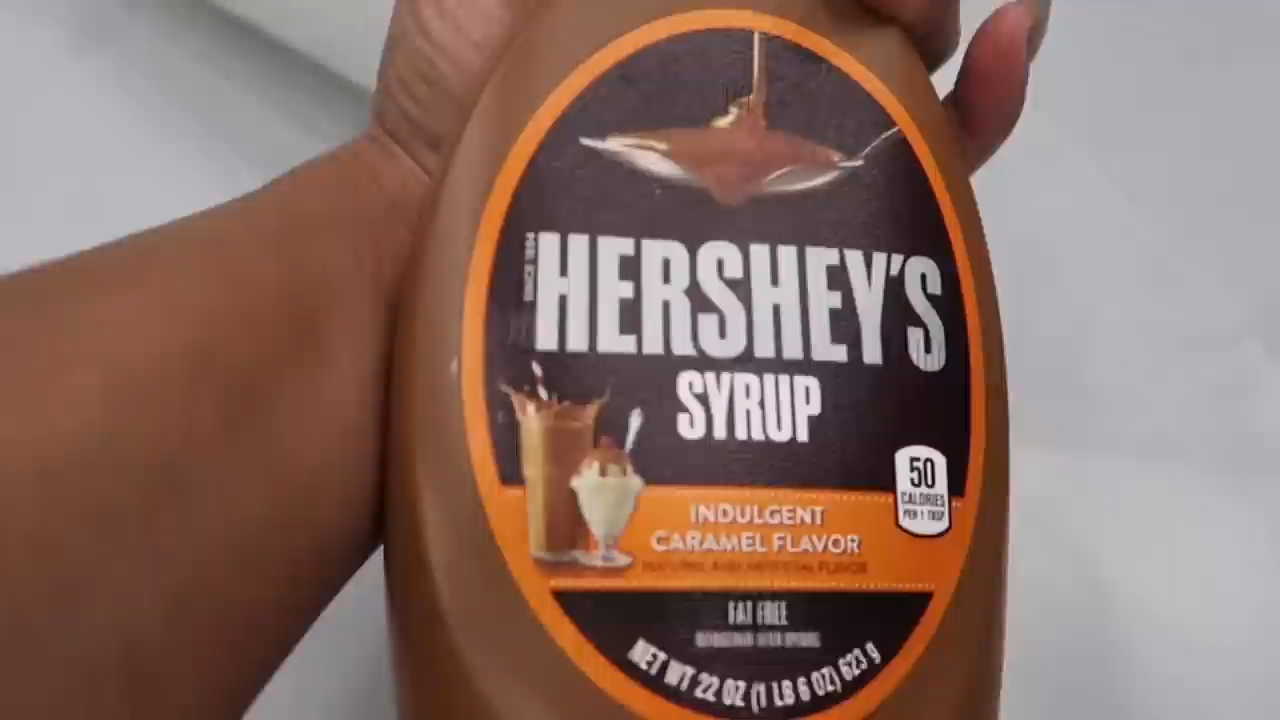 HERSHEY'S
SYRUP
50
CALORIES
PER 1 TBSP
INDULGENT
CARAMEL FLAVOR
NATURAL AND ARTIFICIAL FLAVOR
FAT FREE
NET WT 22 OZ (1 LB 6 OZ) 623 g